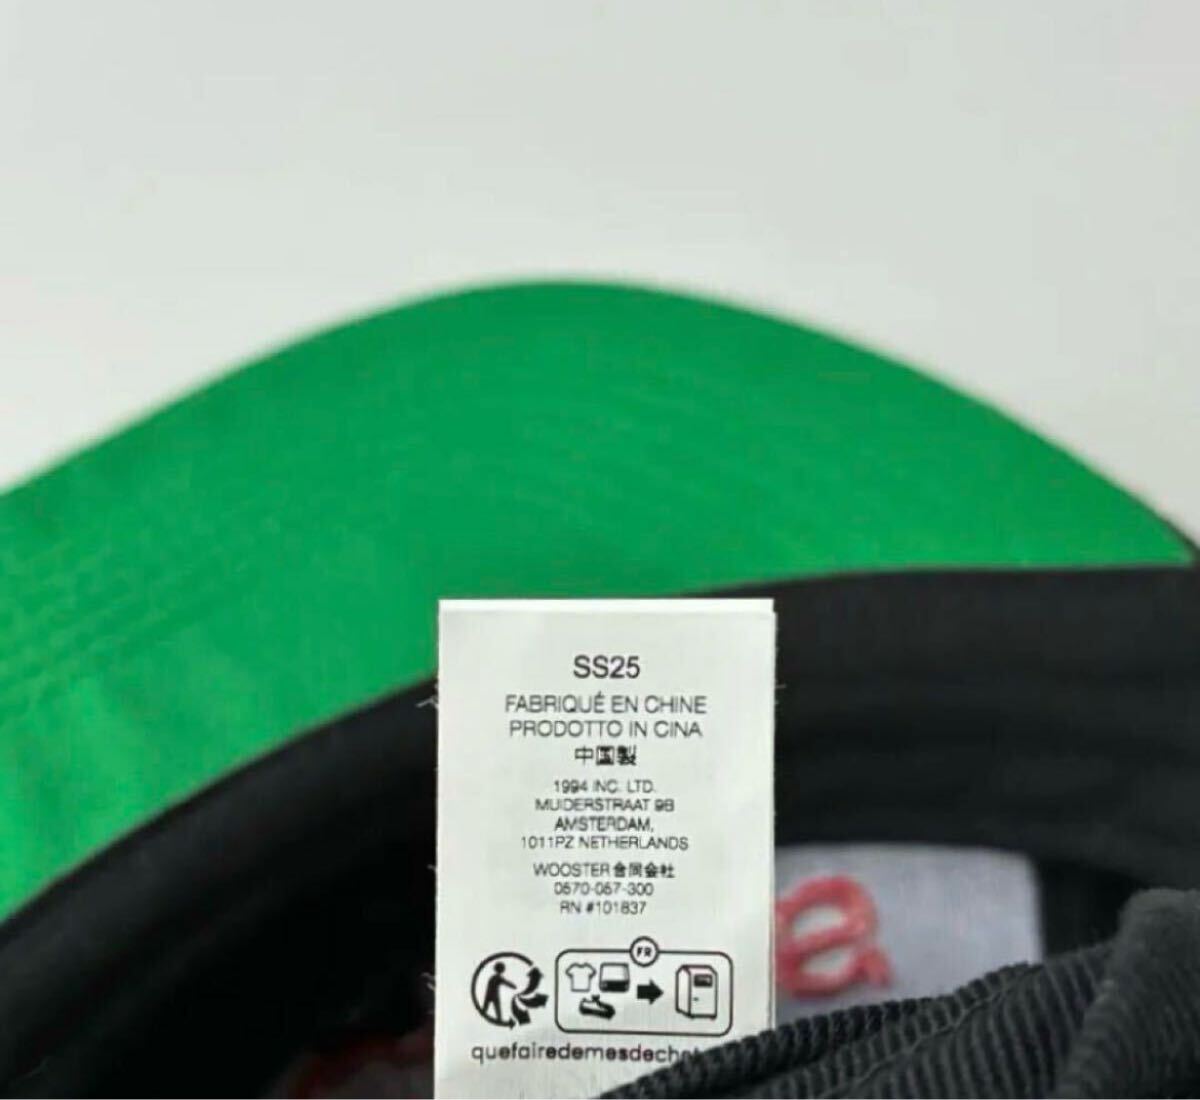 SS25
FABRIQUÉ EN CHINE
PRODOTTO IN CINA
中国製
1994 INC. LTD.
MUIDERSTRAAT 9B
AMSTERDAM,
1011PZ NETHERLANDS
WOOSTER合同会社
0570-057-300
RN #101837
FR
quefairedemesdechet